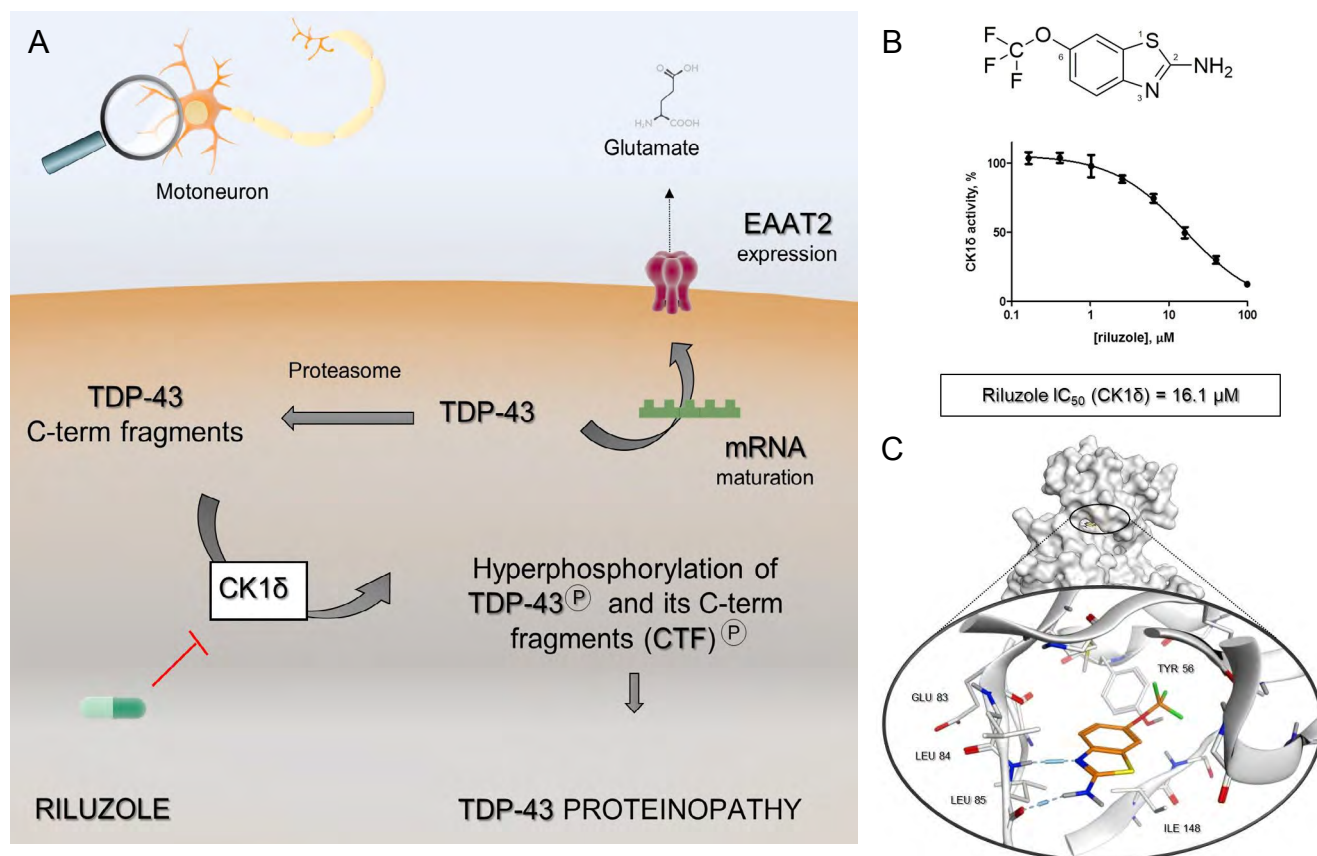 A
Motoneuron
O
OH
H₂N
COOH
Glutamate
EAAT2
expression
Proteasome
TDP-43
C-term fragments
TDP-43
mRNA
maturation
CK1δ
Hyperphosphorylation of
TDP-43 Ⓟ and its C-term
fragments (CTF) Ⓟ
RILUZOLE
TDP-43 PROTEINOPATHY
B
F
F
F
C
O
6
S
1
2
N
3
NH₂
CK1δ activity, %
100
50
0
0.1
1
10
100
[riluzole], µM
Riluzole IC₅₀ (CK1δ) = 16.1 µM
C
TYR 56
GLU 83
LEU 84
LEU 85
ILE 148